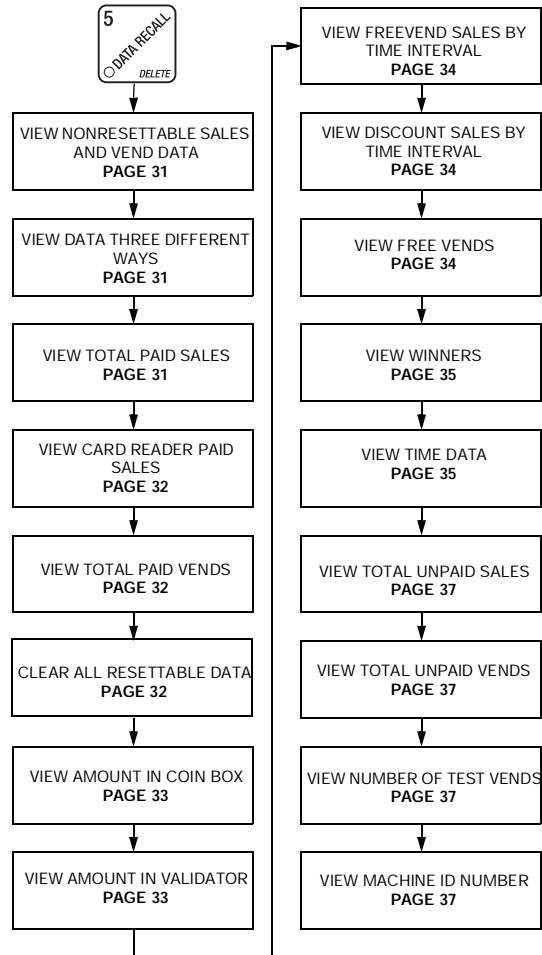 5
DATA RECALL
DELETE
VIEW NONRESETTABLE SALES
AND VEND DATA
PAGE 31
VIEW DATA THREE DIFFERENT
WAYS
PAGE 31
VIEW TOTAL PAID SALES
PAGE 31
VIEW CARD READER PAID
SALES
PAGE 32
VIEW TOTAL PAID VENDS
PAGE 32
CLEAR ALL RESETTABLE DATA
PAGE 32
VIEW AMOUNT IN COIN BOX
PAGE 33
VIEW AMOUNT IN VALIDATOR
PAGE 33
VIEW FREEVEND SALES BY
TIME INTERVAL
PAGE 34
VIEW DISCOUNT SALES BY
TIME INTERVAL
PAGE 34
VIEW FREE VENDS
PAGE 34
VIEW WINNERS
PAGE 35
VIEW TIME DATA
PAGE 35
VIEW TOTAL UNPAID SALES
PAGE 37
VIEW TOTAL UNPAID VENDS
PAGE 37
VIEW NUMBER OF TEST VENDS
PAGE 37
VIEW MACHINE ID NUMBER
PAGE 37